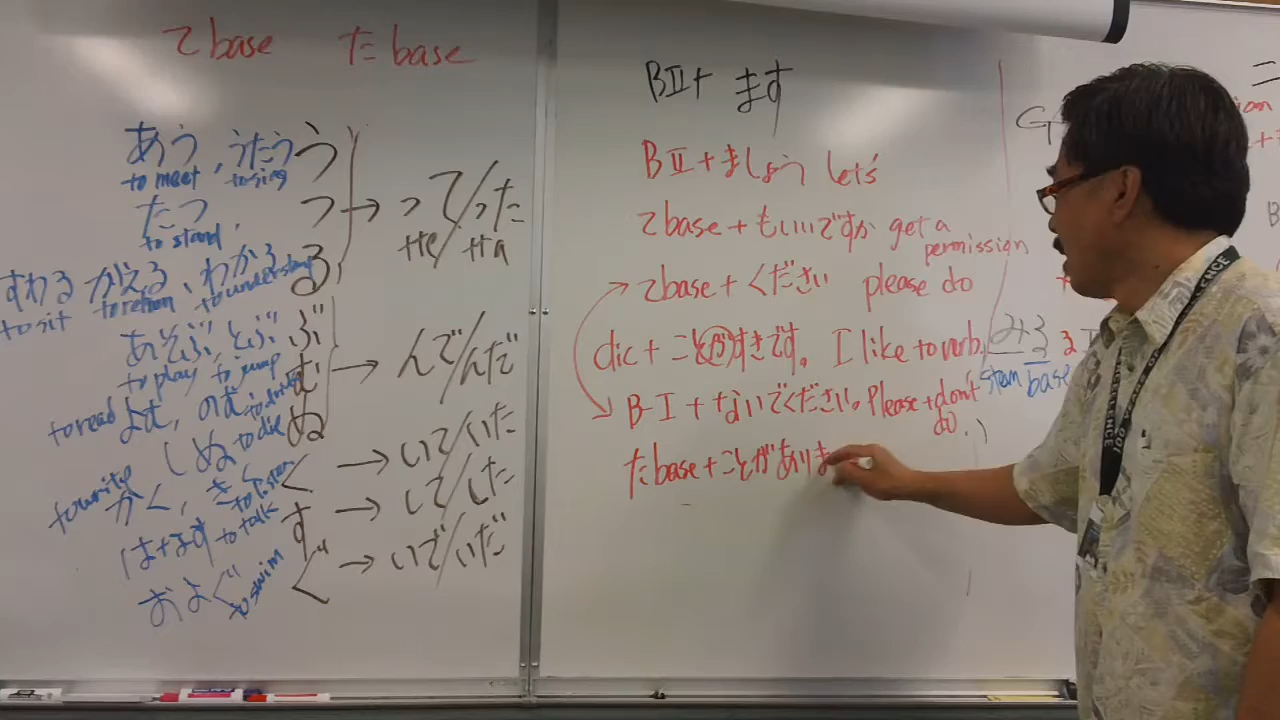 てbase たbase
あう, うたう う
to meet to sing
たつ, つ → って/った
to stand tte/tta
すわる かえる、わかる る
to sit to return to understand
あそぶ, とぶ ぶ
to play to jump
to read よむ, のむ to drink む → んで/んだ
しぬ to die ぬ
to write かく, きく to listen く → いて/いた
はなす to talk す → して/した
およぐ to swim ぐ → いで/いだ
BII+ ます
BII+ましょう let's
てbase+もいいですか get a
permission
てbase+ください please do
dic+ことがすきです。I like to verb.
B-I+ないでください。Please+don't
do.
たbase+ことがありま
stem base
EXCELLENCE